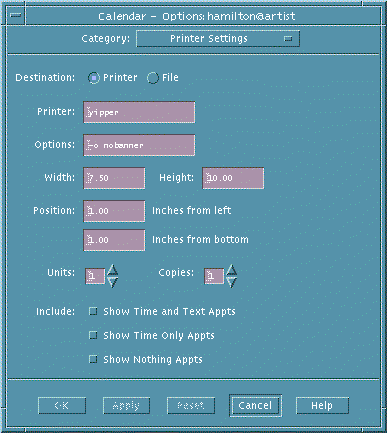 Calendar - Options:hamilton@artist
Category: Printer Settings
Destination: Printer File
Printer: yipper
Options: -o nobanner
Width: 7.50 Height: 10.00
Position: 1.00 Inches from left
1.00 Inches from bottom
Units: 1 Copies: 1
Include: Show Time and Text Appts
Show Time Only Appts
Show Nothing Appts
OK Apply Reset Cancel Help